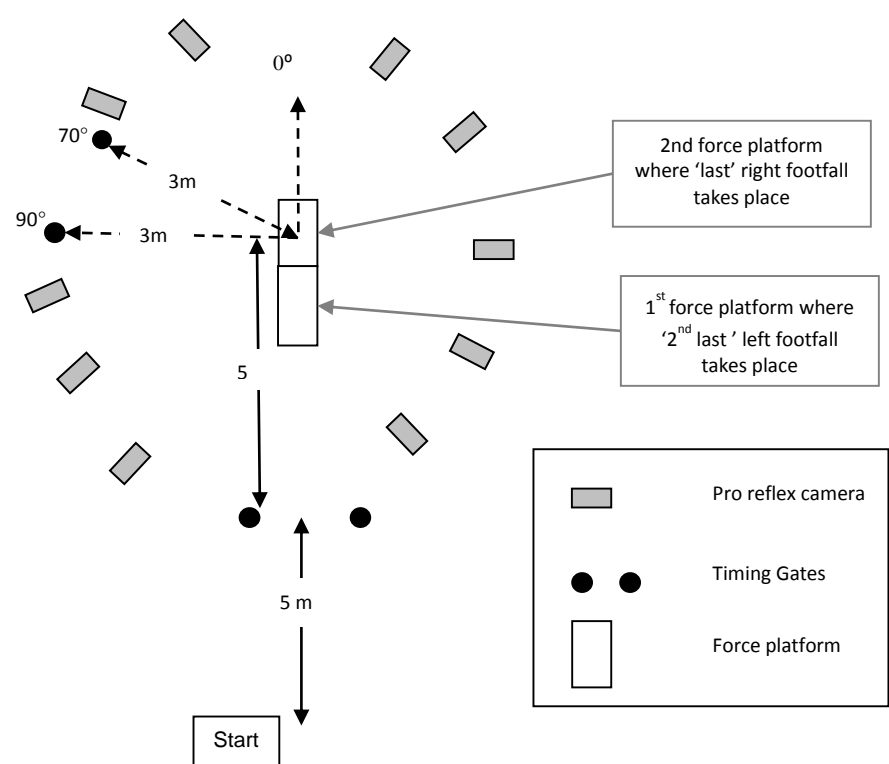 0º
70°
3m
90°
3m
2nd force platform
where ‘last’ right footfall
takes place
1st force platform where
‘2nd last ’ left footfall
takes place
5
5 m
Start
Pro reflex camera
Timing Gates
Force platform